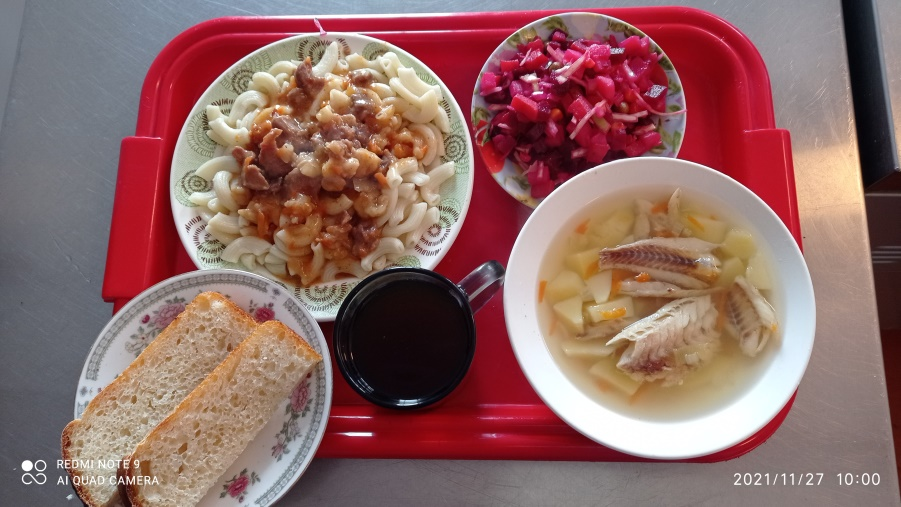 REDMI NOTE 9
AI QUAD CAMERA
2021/11/27 10:00